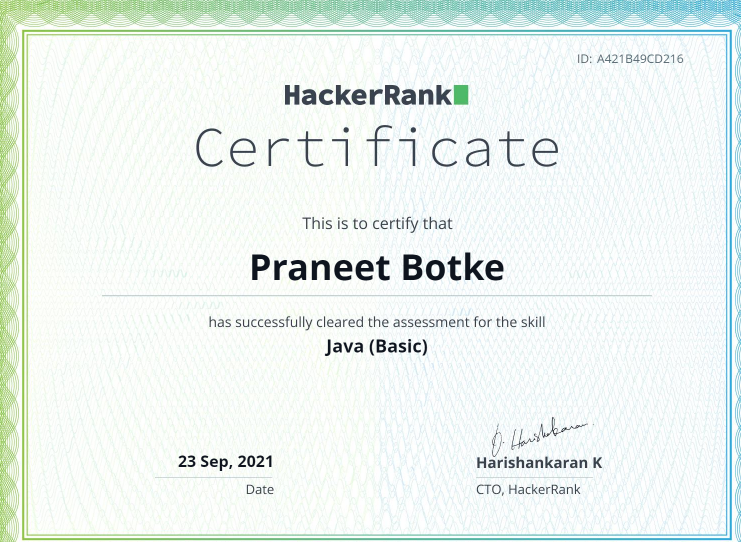 ID: A421B49CD216
HackerRank
Certificate
This is to certify that
Praneet Botke
has successfully cleared the assessment for the skill
Java (Basic)
23 Sep, 2021
Date
Harishankaran K
CTO, HackerRank